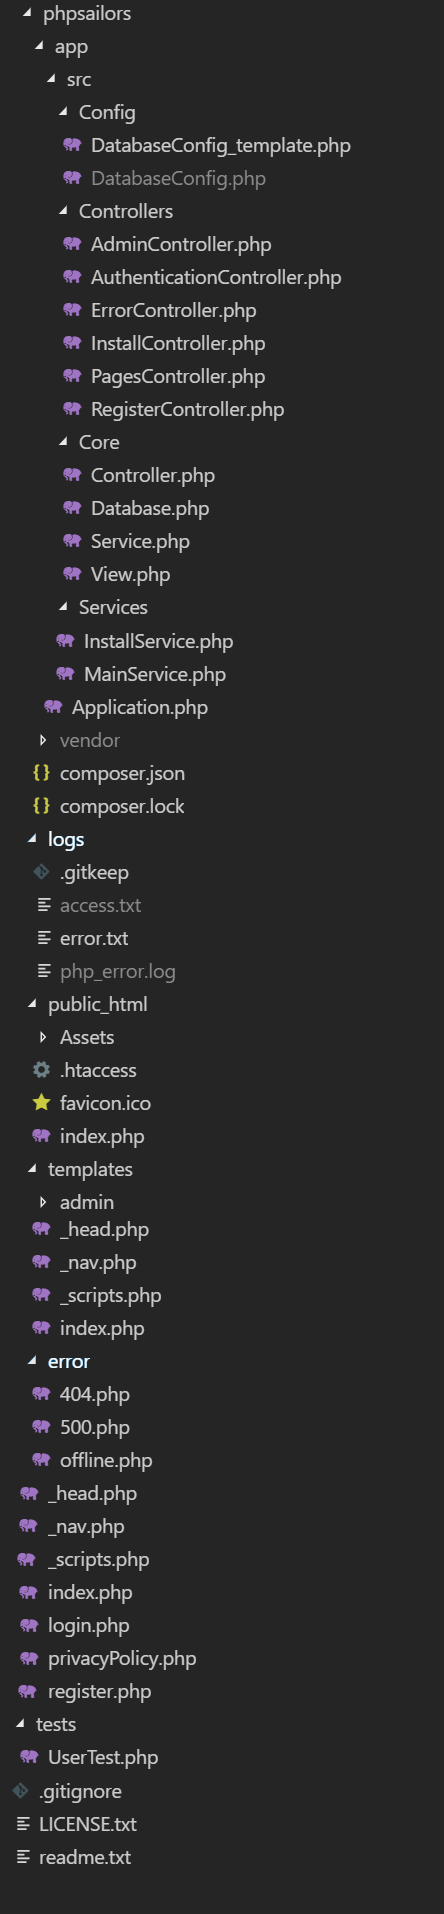 phpsailors
app
src
Config
DatabaseConfig_template.php
DatabaseConfig.php
Controllers
AdminController.php
AuthenticationController.php
ErrorController.php
InstallController.php
PagesController.php
RegisterController.php
Core
Controller.php
Database.php
Service.php
View.php
Services
InstallService.php
MainService.php
Application.php
vendor
{} composer.json
{} composer.lock
logs
.gitkeep
access.txt
error.txt
php_error.log
public_html
Assets
.htaccess
favicon.ico
index.php
templates
admin
_head.php
_nav.php
_scripts.php
index.php
error
404.php
500.php
offline.php
_head.php
_nav.php
_scripts.php
index.php
login.php
privacyPolicy.php
register.php
tests
UserTest.php
.gitignore
LICENSE.txt
readme.txt